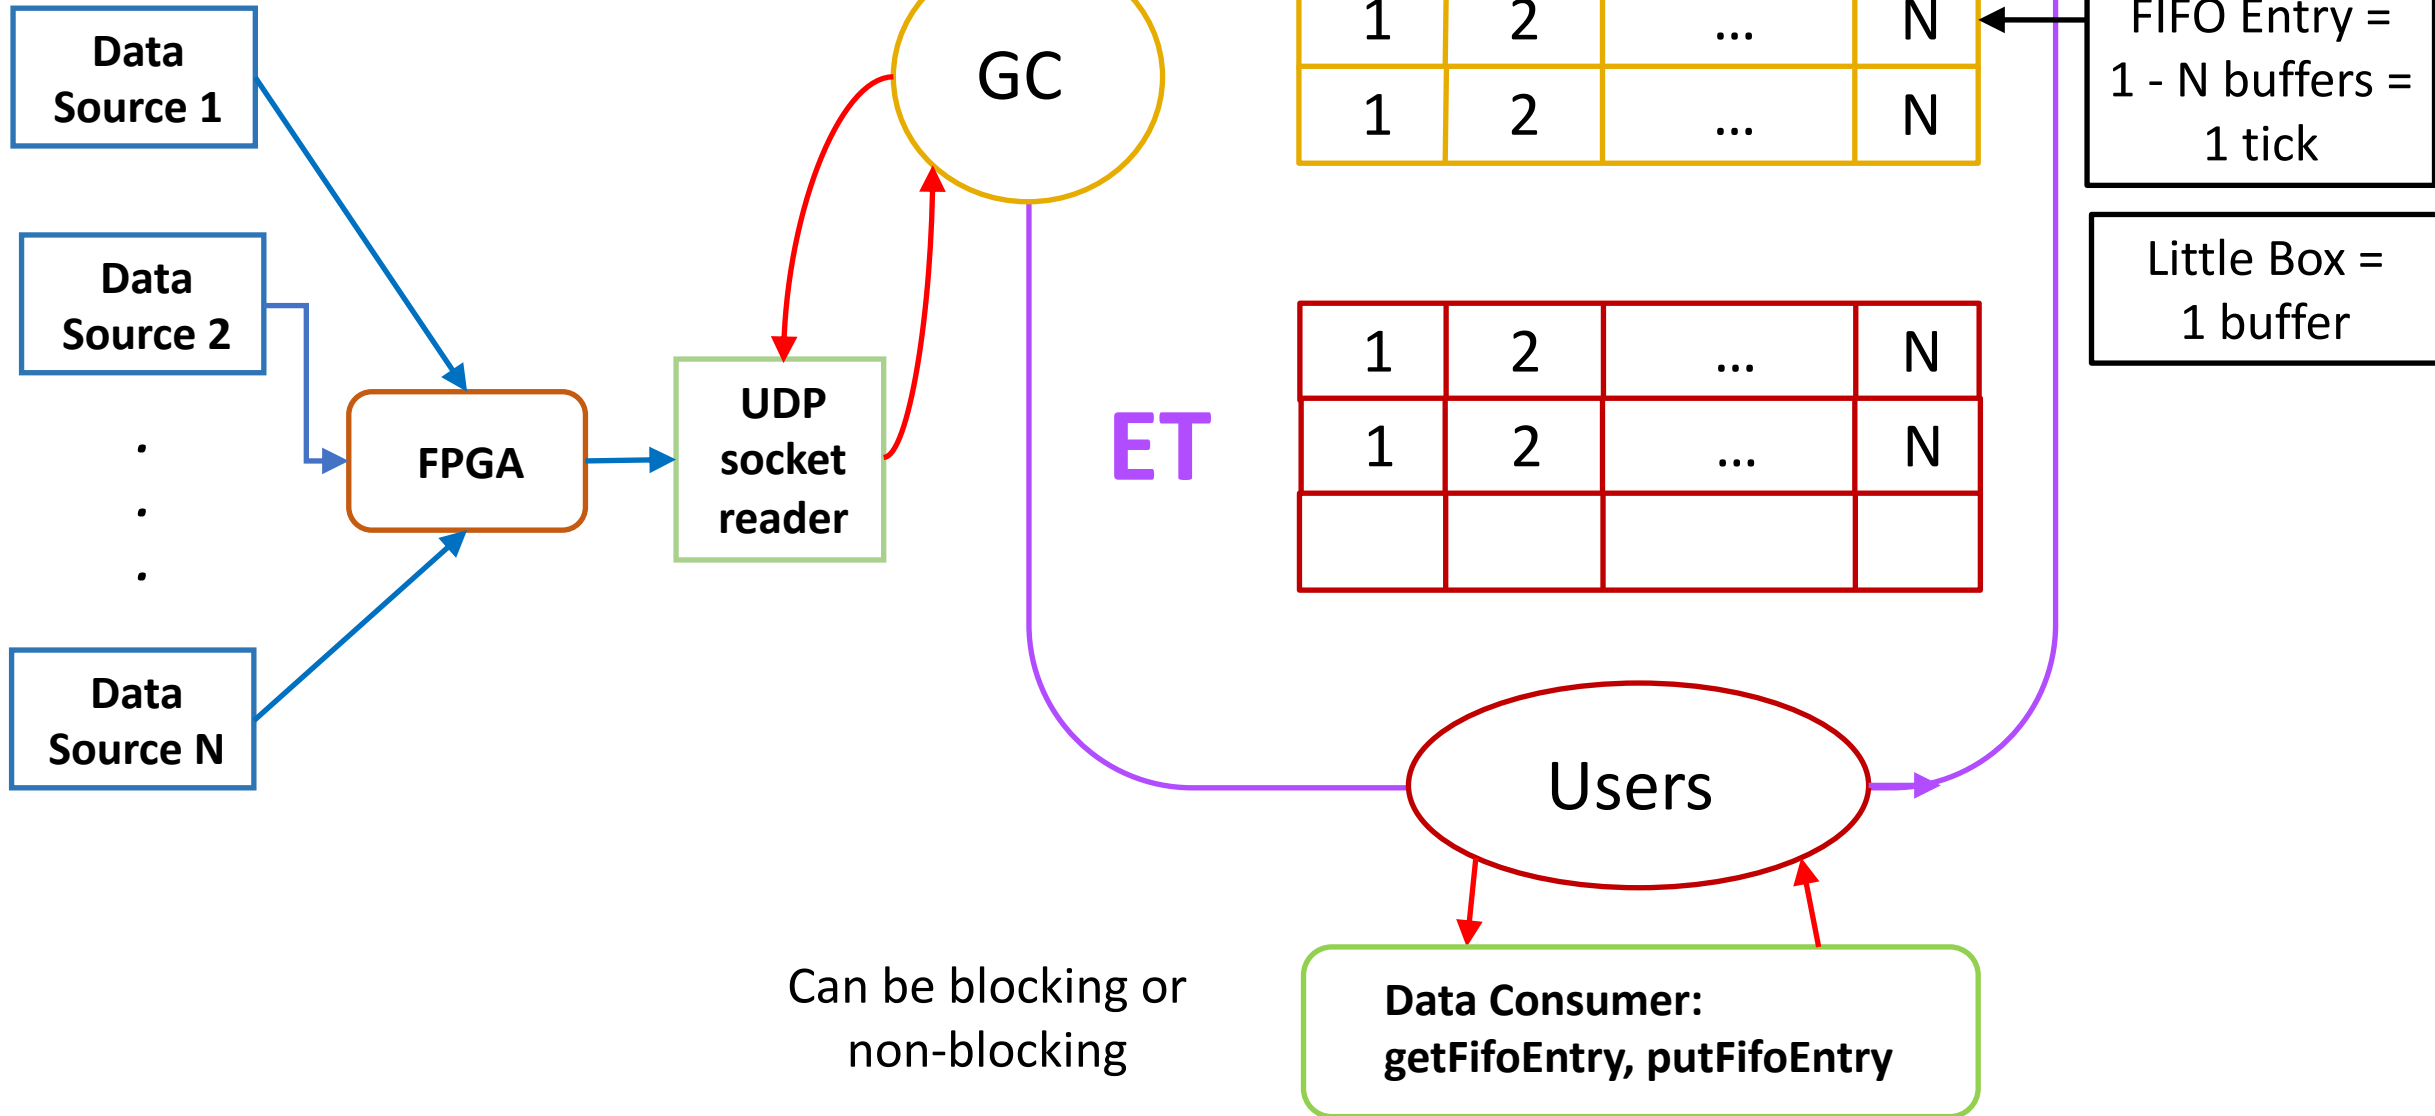 Data
Source 1
Data
Source 2
.
.
.
Data
Source N
FPGA
UDP
socket
reader
GC
ET
1 2 ... N
1 2 ... N
FIFO Entry =
1 - N buffers =
1 tick
Little Box =
1 buffer
1 2 ... N
1 2 ... N
Users
Can be blocking or
non-blocking
Data Consumer:
getFifoEntry, putFifoEntry